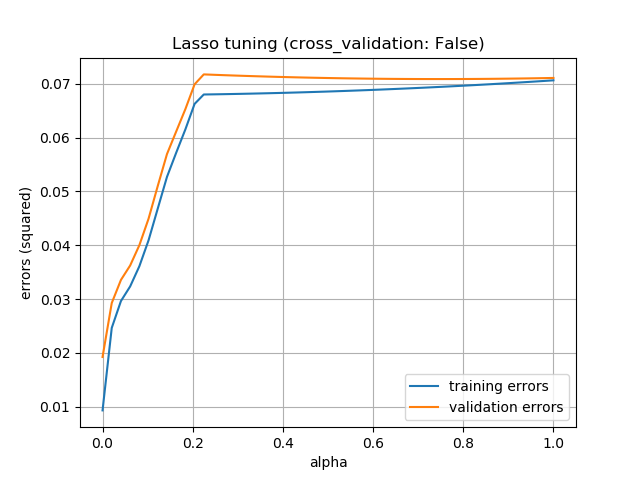 Lasso tuning (cross_validation: False)
0.07
0.06
0.05
0.04
0.03
0.02
0.01
errors (squared)
0.0 0.2 0.4 0.6 0.8 1.0
alpha
training errors
validation errors